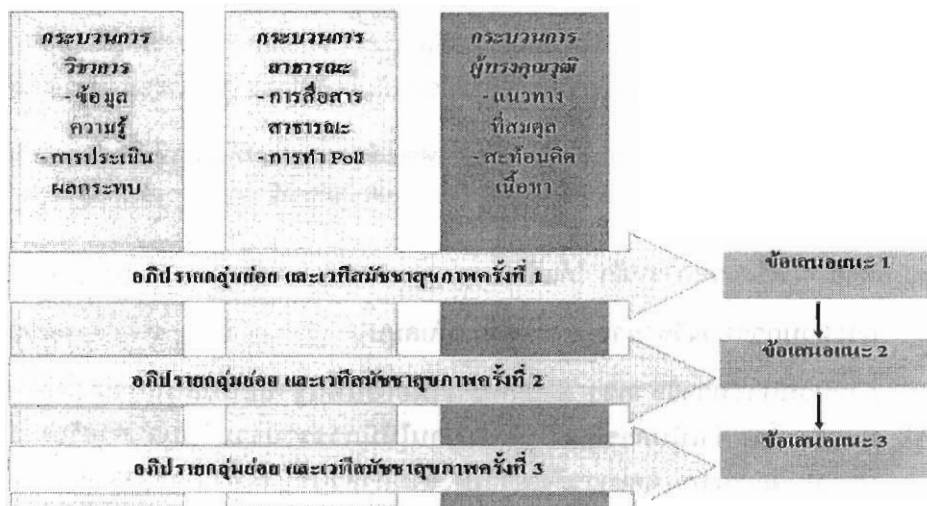 กระบวนการ
วิชาการ
- ข้อมูล
ความรู้
- การประเมิน
ผลกระทบ
กระบวนการ
สาธารณะ
- การสื่อสาร
สาธารณะ
- การทำ Poll
กระบวนการ
ผู้ทรงคุณวุฒิ
- แนวทาง
ที่สมดุล
- สะท้อนคิด
เนื้อหา
อภิปรายกลุ่มย่อย และเวทีสมัชชาสุขภาพครั้งที่ 1
ข้อเสนอแนะ 1
อภิปรายกลุ่มย่อย และเวทีสมัชชาสุขภาพครั้งที่ 2
ข้อเสนอแนะ 2
อภิปรายกลุ่มย่อย และเวทีสมัชชาสุขภาพครั้งที่ 3
ข้อเสนอแนะ 3